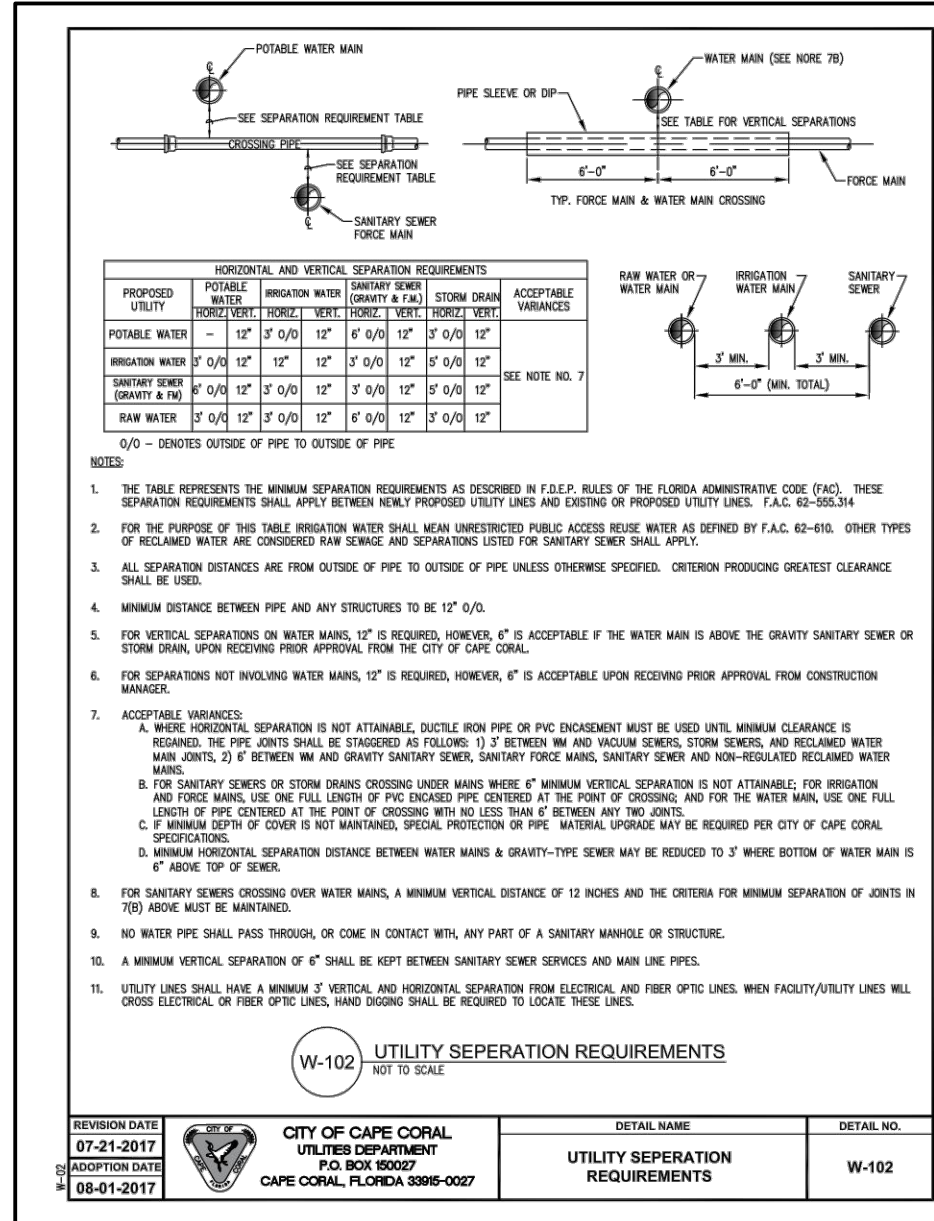 POTABLE WATER MAIN
SEE SEPARATION REQUIREMENT TABLE
CROSSING PIPE
SEE SEPARATION
REQUIREMENT TABLE
SANITARY SEWER
FORCE MAIN
WATER MAIN (SEE NORE 7B)
PIPE SLEEVE OR DIP
SEE TABLE FOR VERTICAL SEPARATIONS
6'-0" 6'-0"
FORCE MAIN
TYP. FORCE MAIN & WATER MAIN CROSSING
HORIZONTAL AND VERTICAL SEPARATION REQUIREMENTS
PROPOSED UTILITY POTABLE WATER IRRIGATION WATER SANITARY SEWER (GRAVITY & F.M.) STORM DRAIN ACCEPTABLE VARIANCES
HORIZ. VERT. HORIZ. VERT. HORIZ. VERT. HORIZ. VERT.
POTABLE WATER – 12" 3' O/O 12" 6' O/O 12" 3' O/O 12"
IRRIGATION WATER 3' O/O 12" 12" 12" 3' O/O 12" 5' O/O 12"
SEE NOTE NO. 7
SANITARY SEWER (GRAVITY & FM) 6' O/O 12" 3' O/O 12" 3' O/O 12" 5' O/O 12"
RAW WATER 3' O/O 12" 3' O/O 12" 6' O/O 12" 3' O/O 12"
O/O – DENOTES OUTSIDE OF PIPE TO OUTSIDE OF PIPE
RAW WATER OR WATER MAIN
IRRIGATION WATER MAIN
SANITARY SEWER
3' MIN. 3' MIN.
6'-0" (MIN. TOTAL)
NOTES:
1. THE TABLE REPRESENTS THE MINIMUM SEPARATION REQUIREMENTS AS DESCRIBED IN F.D.E.P. RULES OF THE FLORIDA ADMINISTRATIVE CODE (FAC). THESE
SEPARATION REQUIREMENTS SHALL APPLY BETWEEN NEWLY PROPOSED UTILITY LINES AND EXISTING OR PROPOSED UTILITY LINES. F.A.C. 62-555.314
2. FOR THE PURPOSE OF THIS TABLE IRRIGATION WATER SHALL MEAN UNRESTRICTED PUBLIC ACCESS REUSE WATER AS DEFINED BY F.A.C. 62-610. OTHER TYPES
OF RECLAIMED WATER ARE CONSIDERED RAW SEWAGE AND SEPARATIONS LISTED FOR SANITARY SEWER SHALL APPLY.
3. ALL SEPARATION DISTANCES ARE FROM OUTSIDE OF PIPE TO OUTSIDE OF PIPE UNLESS OTHERWISE SPECIFIED. CRITERION PRODUCING GREATEST CLEARANCE
SHALL BE USED.
4. MINIMUM DISTANCE BETWEEN PIPE AND ANY STRUCTURES TO BE 12" O/O.
5. FOR VERTICAL SEPARATIONS ON WATER MAINS, 12" IS REQUIRED, HOWEVER, 6" IS ACCEPTABLE IF THE WATER MAIN IS ABOVE THE GRAVITY SANITARY SEWER OR
STORM DRAIN, UPON RECEIVING PRIOR APPROVAL FROM THE CITY OF CAPE CORAL.
6. FOR SEPARATIONS NOT INVOLVING WATER MAINS, 12" IS REQUIRED, HOWEVER, 6" IS ACCEPTABLE UPON RECEIVING PRIOR APPROVAL FROM CONSTRUCTION
MANAGER.
7. ACCEPTABLE VARIANCES:
A. WHERE HORIZONTAL SEPARATION IS NOT ATTAINABLE, DUCTILE IRON PIPE OR PVC ENCASEMENT MUST BE USED UNTIL MINIMUM CLEARANCE IS
REGAINED. THE PIPE JOINTS SHALL BE STAGGERED AS FOLLOWS: 1) 3' BETWEEN WM AND VACUUM SEWERS, STORM SEWERS, AND RECLAIMED WATER
MAIN JOINTS, 2) 6' BETWEEN WM AND GRAVITY SANITARY SEWER, SANITARY FORCE MAINS, SANITARY SEWER AND NON-REGULATED RECLAIMED WATER
MAINS.
B. FOR SANITARY SEWERS OR STORM DRAINS CROSSING UNDER MAINS WHERE 6" MINIMUM VERTICAL SEPARATION IS NOT ATTAINABLE; FOR IRRIGATION
AND FORCE MAINS, USE ONE FULL LENGTH OF PVC ENCASED PIPE CENTERED AT THE POINT OF CROSSING; AND FOR THE WATER MAIN, USE ONE FULL
LENGTH OF PIPE CENTERED AT THE POINT OF CROSSING WITH NO LESS THAN 6' BETWEEN ANY TWO JOINTS.
C. IF MINIMUM DEPTH OF COVER IS NOT MAINTAINED, SPECIAL PROTECTION OR PIPE MATERIAL UPGRADE MAY BE REQUIRED PER CITY OF CAPE CORAL
SPECIFICATIONS.
D. MINIMUM HORIZONTAL SEPARATION DISTANCE BETWEEN WATER MAINS & GRAVITY-TYPE SEWER MAY BE REDUCED TO 3' WHERE BOTTOM OF WATER MAIN IS
6" ABOVE TOP OF SEWER.
8. FOR SANITARY SEWERS CROSSING OVER WATER MAINS, A MINIMUM VERTICAL DISTANCE OF 12 INCHES AND THE CRITERIA FOR MINIMUM SEPARATION OF JOINTS IN
7(B) ABOVE MUST BE MAINTAINED.
9. NO WATER PIPE SHALL PASS THROUGH, OR COME IN CONTACT WITH, ANY PART OF A SANITARY MANHOLE OR STRUCTURE.
10. A MINIMUM VERTICAL SEPARATION OF 6" SHALL BE KEPT BETWEEN SANITARY SEWER SERVICES AND MAIN LINE PIPES.
11. UTILITY LINES SHALL HAVE A MINIMUM 3' VERTICAL AND HORIZONTAL SEPARATION FROM ELECTRICAL AND FIBER OPTIC LINES. WHEN FACILITY/UTILITY LINES WILL
CROSS ELECTRICAL OR FIBER OPTIC LINES, HAND DIGGING SHALL BE REQUIRED TO LOCATE THESE LINES.
W-102 UTILITY SEPERATION REQUIREMENTS
NOT TO SCALE
W-02
REVISION DATE
07-21-2017
ADOPTION DATE
08-01-2017
CITY OF
CAPE CORAL
FLORIDA
CITY OF CAPE CORAL
UTILITIES DEPARTMENT
P.O. BOX 150027
CAPE CORAL, FLORIDA 33915-0027
DETAIL NAME
UTILITY SEPERATION
REQUIREMENTS
DETAIL NO.
W-102